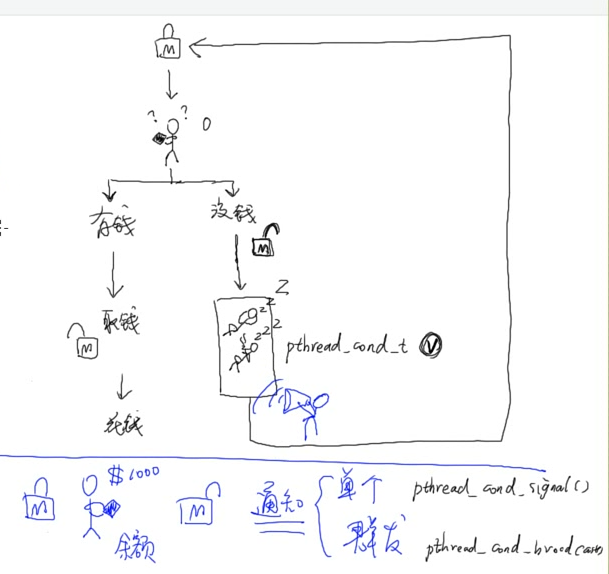 M
? ? 0
有钱 没钱
M
取钱
M
Z
z z z z z
pthread_cond_t V
花钱
M $1000 M 通知 单个 pthread_cond_signal()
余额 群发 pthread_cond_broadcast